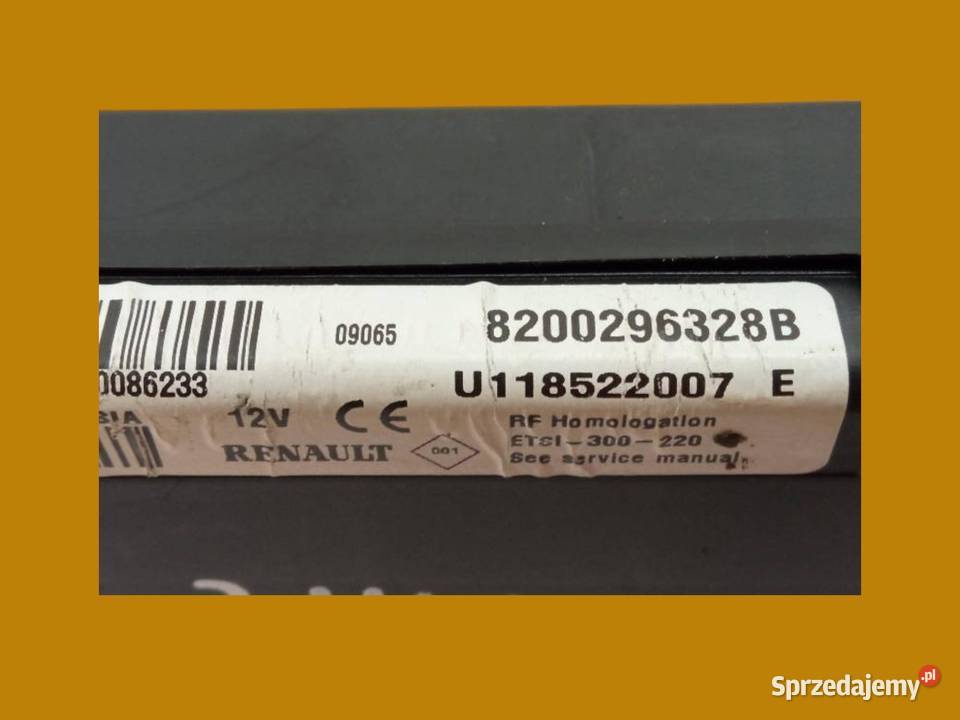 09065
8200296328B
0086233
U118522007 E
12V CE
RENAULT
001
RF Homologation
ETSI-300-220
See service manual.
Sprzedajemy.pl